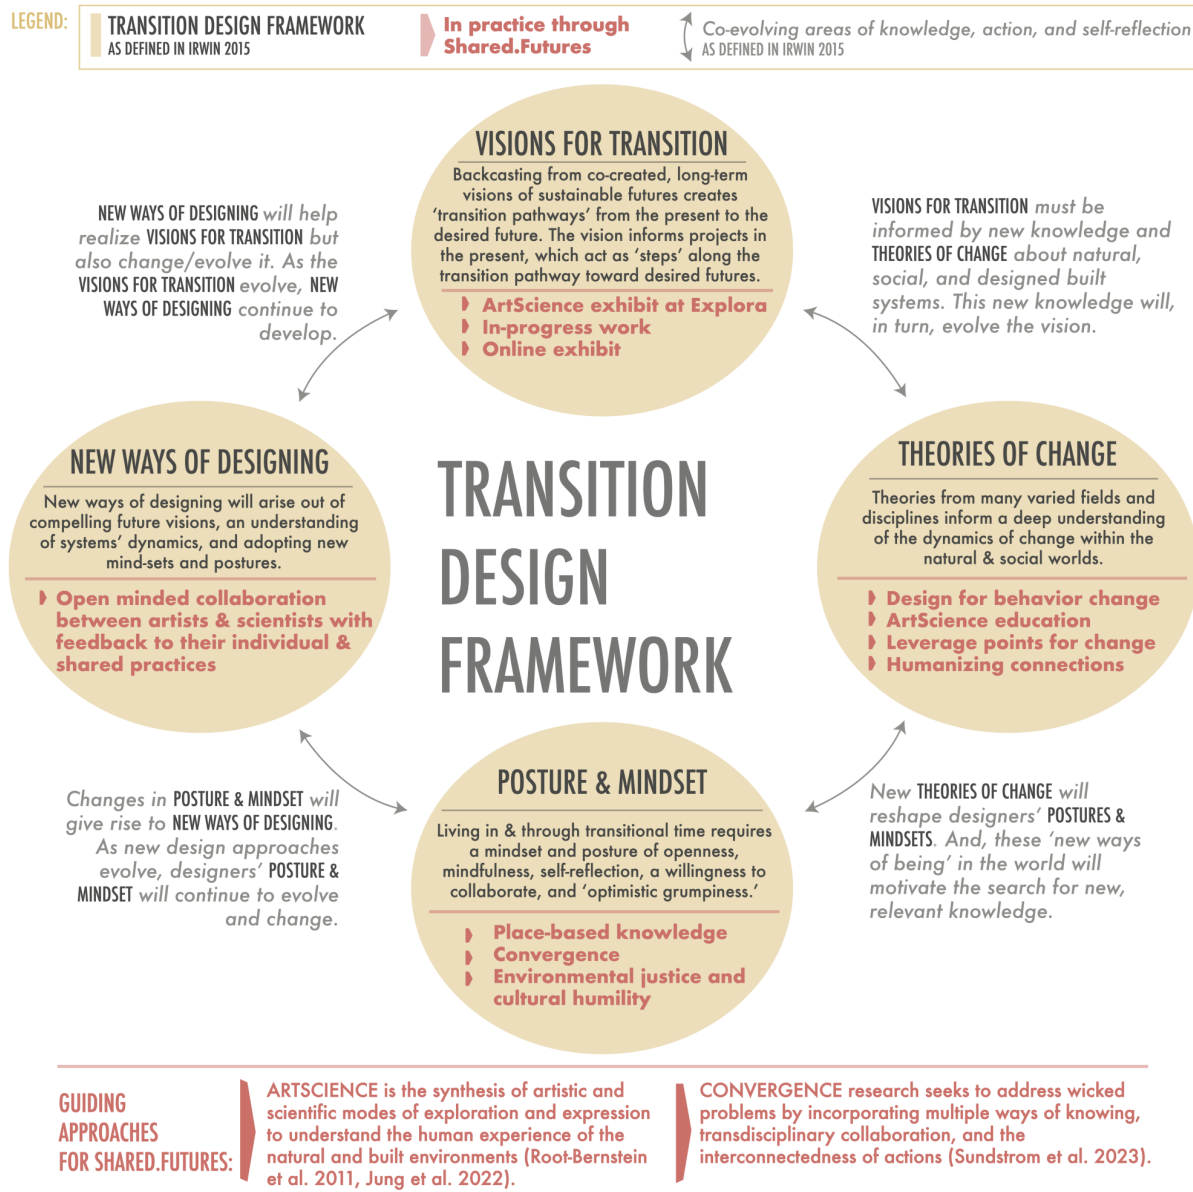 LEGEND:
TRANSITION DESIGN FRAMEWORK
AS DEFINED IN IRWIN 2015
In practice through
Shared.Futures
Co-evolving areas of knowledge, action, and self-reflection
AS DEFINED IN IRWIN 2015
VISIONS FOR TRANSITION
Backcasting from co-created, long-term
visions of sustainable futures creates
‘transition pathways’ from the present to the
desired future. The vision informs projects in
the present, which act as ‘steps’ along the
transition pathway toward desired futures.
ArtScience exhibit at Explora
In-progress work
Online exhibit
NEW WAYS OF DESIGNING will help
realize VISIONS FOR TRANSITION but
also change/evolve it. As the
VISIONS FOR TRANSITION evolve, NEW
WAYS OF DESIGNING continue to
develop.
VISIONS FOR TRANSITION must be
informed by new knowledge and
THEORIES OF CHANGE about natural,
social, and designed built
systems. This new knowledge will,
in turn, evolve the vision.
NEW WAYS OF DESIGNING
New ways of designing will arise out of
compelling future visions, an understanding
of systems’ dynamics, and adopting new
mind-sets and postures.
Open minded collaboration
between artists & scientists with
feedback to their individual &
shared practices
TRANSITION
DESIGN
FRAMEWORK
THEORIES OF CHANGE
Theories from many varied fields and
disciplines inform a deep understanding
of the dynamics of change within the
natural & social worlds.
Design for behavior change
ArtScience education
Leverage points for change
Humanizing connections
Changes in POSTURE & MINDSET will
give rise to NEW WAYS OF DESIGNING.
As new design approaches
evolve, designers’ POSTURE &
MINDSET will continue to evolve
and change.
POSTURE & MINDSET
Living in & through transitional time requires
a mindset and posture of openness,
mindfulness, self-reflection, a willingness to
collaborate, and ‘optimistic grumpiness.’
Place-based knowledge
Convergence
Environmental justice and
cultural humility
New THEORIES OF CHANGE will
reshape designers’ POSTURES &
MINDSETS. And, these ‘new ways
of being’ in the world will
motivate the search for new,
relevant knowledge.
GUIDING
APPROACHES
FOR SHARED.FUTURES:
ARTSCIENCE is the synthesis of artistic and
scientific modes of exploration and expression
to understand the human experience of the
natural and built environments (Root-Bernstein
et al. 2011, Jung et al. 2022).
CONVERGENCE research seeks to address wicked
problems by incorporating multiple ways of knowing,
transdisciplinary collaboration, and the
interconnectedness of actions (Sundstrom et al. 2023).